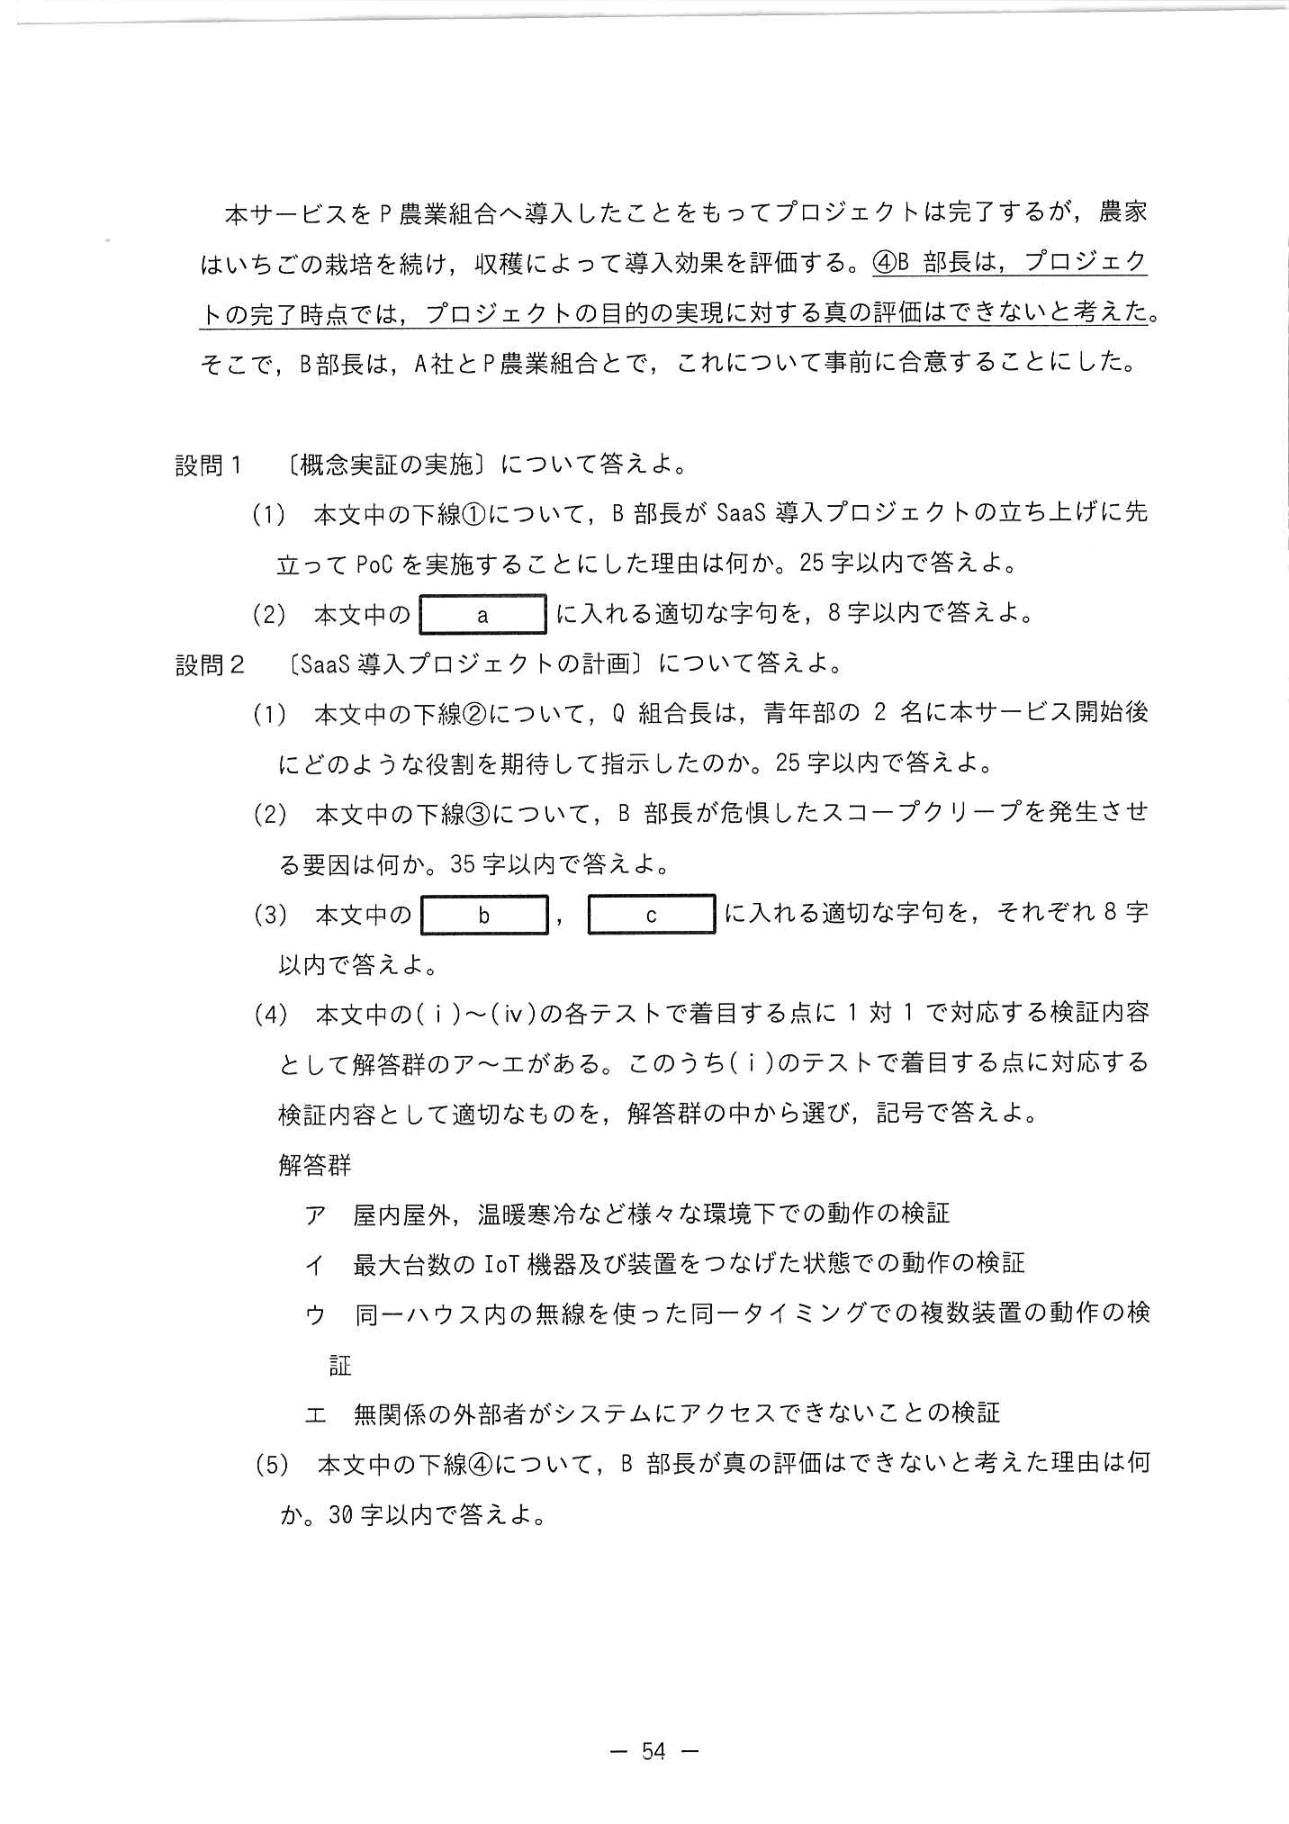 本サービスをP農業組合へ導入したことをもってプロジェクトは完了するが，農家
はいちごの栽培を続け，収穫によって導入効果を評価する。④B 部長は，プロジェク
トの完了時点では，プロジェクトの目的の実現に対する真の評価はできないと考えた。
そこで，B部長は，A社とP農業組合とで，これについて事前に合意することにした。
設問1 〔概念実証の実施〕について答えよ。
(1) 本文中の下線①について，B 部長が SaaS 導入プロジェクトの立ち上げに先
立って PoC を実施することにした理由は何か。25 字以内で答えよ。
(2) 本文中の a に入れる適切な字句を，8 字以内で答えよ。
設問2 〔SaaS 導入プロジェクトの計画〕について答えよ。
(1) 本文中の下線②について，Q 組合長は，青年部の 2 名に本サービス開始後
にどのような役割を期待して指示したのか。25 字以内で答えよ。
(2) 本文中の下線③について，B 部長が危惧したスコープクリープを発生させ
る要因は何か。35 字以内で答えよ。
(3) 本文中の b ， c に入れる適切な字句を，それぞれ 8 字
以内で答えよ。
(4) 本文中の(ⅰ)～(ⅳ)の各テストで着目する点に 1 対 1 で対応する検証内容
として解答群のア～エがある。このうち(ⅰ)のテストで着目する点に対応する
検証内容として適切なものを，解答群の中から選び，記号で答えよ。
解答群
ア 屋内屋外，温暖寒冷など様々な環境下での動作の検証
イ 最大台数の IoT 機器及び装置をつなげた状態での動作の検証
ウ 同一ハウス内の無線を使った同一タイミングでの複数装置の動作の検
証
エ 無関係の外部者がシステムにアクセスできないことの検証
(5) 本文中の下線④について，B 部長が真の評価はできないと考えた理由は何
か。30 字以内で答えよ。
－ 54 －